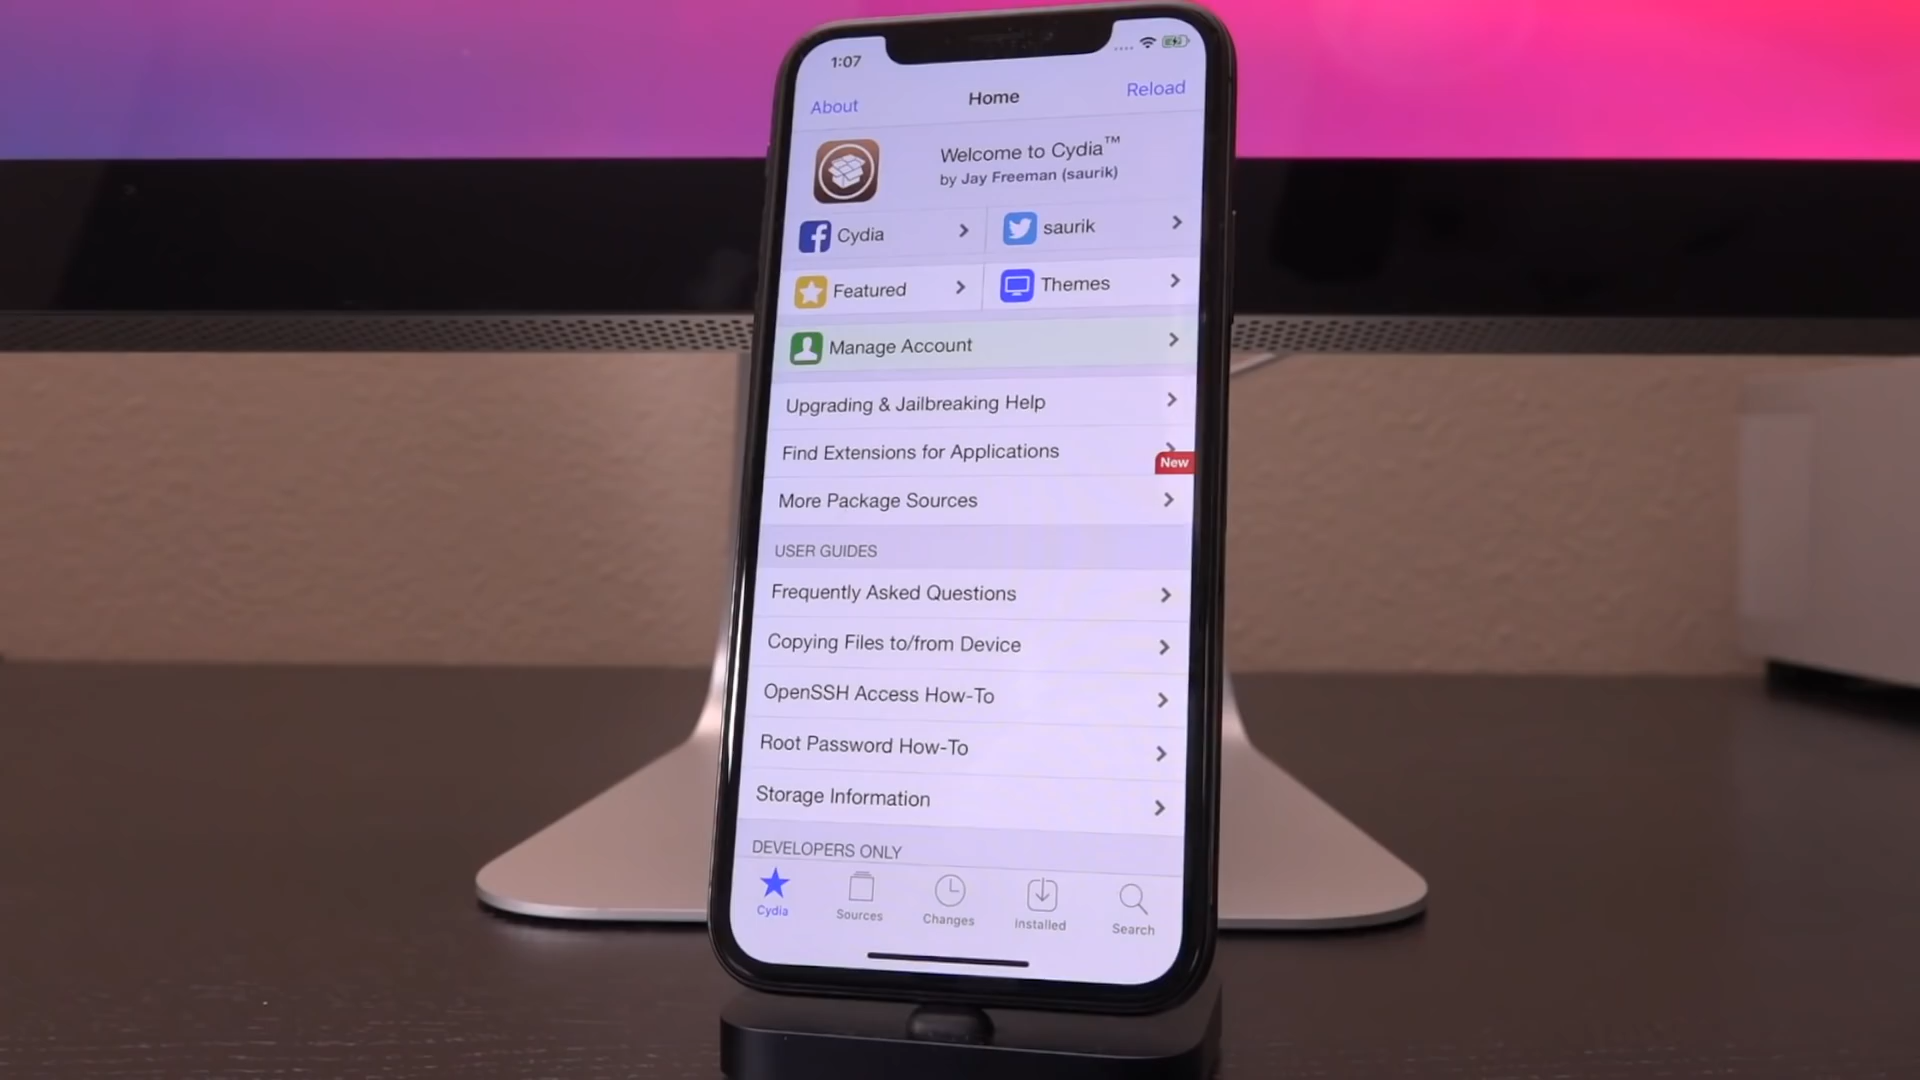 1:07
About
Home
Reload
Welcome to Cydia™
by Jay Freeman (saurik)
Cydia
saurik
Featured
Themes
Manage Account
Upgrading & Jailbreaking Help
Find Extensions for Applications
New
More Package Sources
USER GUIDES
Frequently Asked Questions
Copying Files to/from Device
OpenSSH Access How-To
Root Password How-To
Storage Information
DEVELOPERS ONLY
Cydia
Sources
Changes
Installed
Search